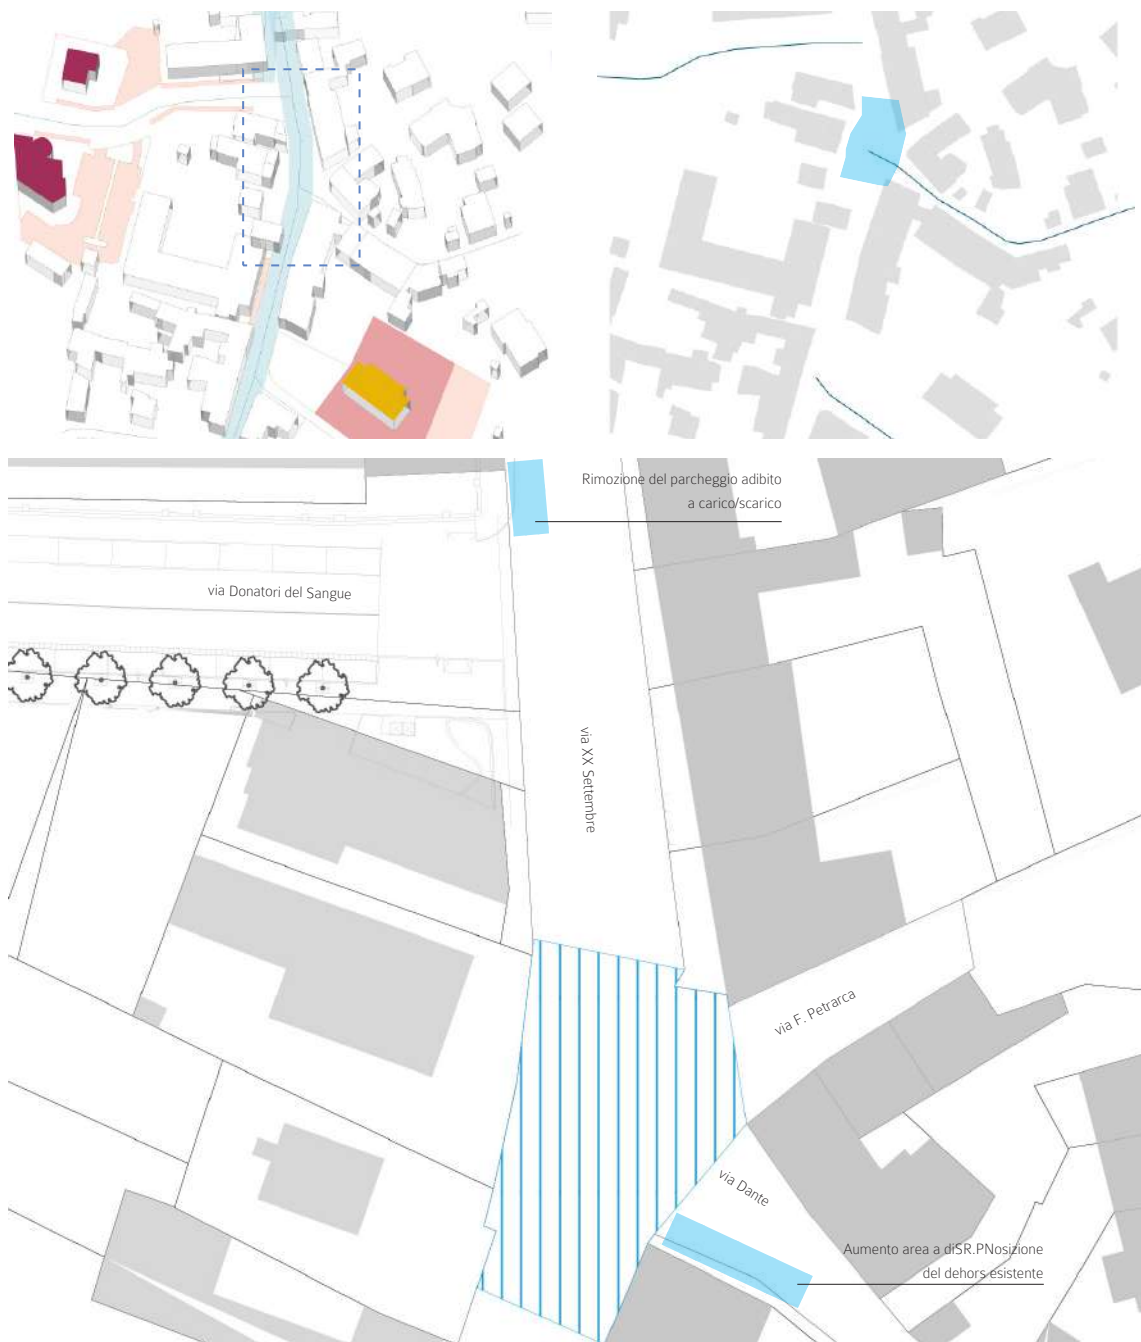 Rimozione del parcheggio adibito
a carico/scarico
via Donatori del Sangue
via XX Settembre
via F. Petrarca
via Dante
Aumento area a diSR.PNosizione
del dehors esistente